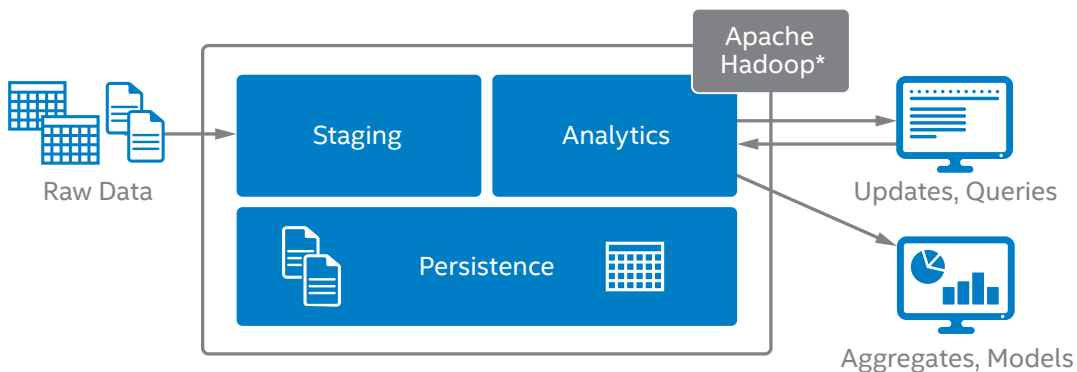 Apache
Hadoop*
Staging
Analytics
Raw Data
Updates, Queries
Persistence
Aggregates, Models